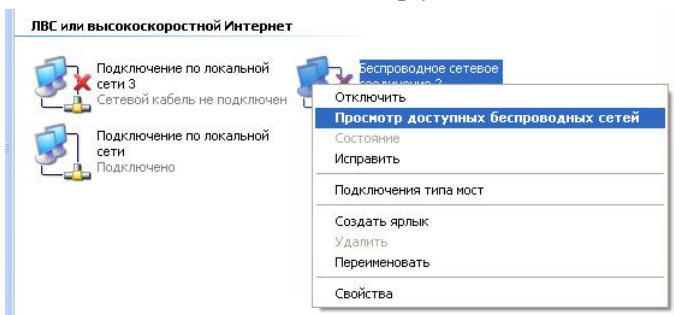 ЛВС или высокоскоростной Интернет
Подключение по локальной
сети 3
Сетевой кабель не подключен
Подключение по локальной
сети
Подключено
Беспроводное сетевое
Отключить
Просмотр доступных беспроводных сетей
Состояние
Исправить
Подключения типа мост
Создать ярлык
Удалить
Переименовать
Свойства